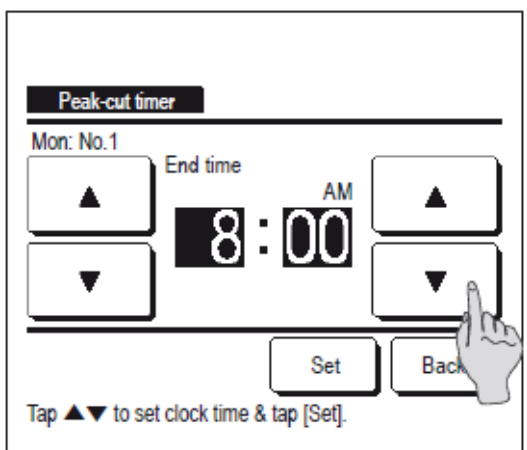 Peak-cut timer
Mon: No.1
End time
AM
▲ 8:00 ▲
▼ ▼
Set Back
Tap ▲▼ to set clock time & tap [Set].